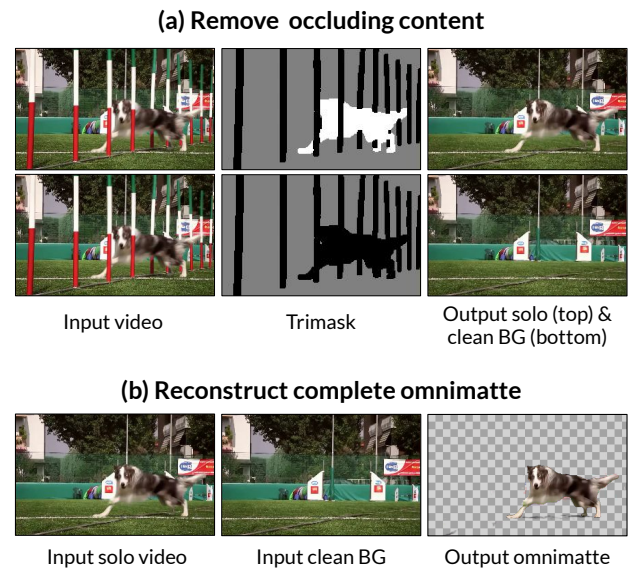 (a) Remove occluding content
Input video
Trimask
Output solo (top) &
clean BG (bottom)
(b) Reconstruct complete omnimatte
Input solo video
Input clean BG
Output omnimatte